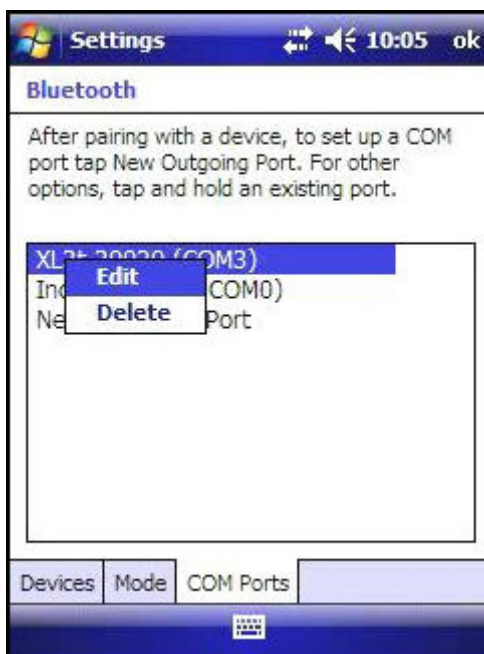 Settings 10:05 ok
Bluetooth
After pairing with a device, to set up a COM
port tap New Outgoing Port. For other
options, tap and hold an existing port.
(COM3)
Edit
COM0)
Delete
Port
Devices Mode COM Ports